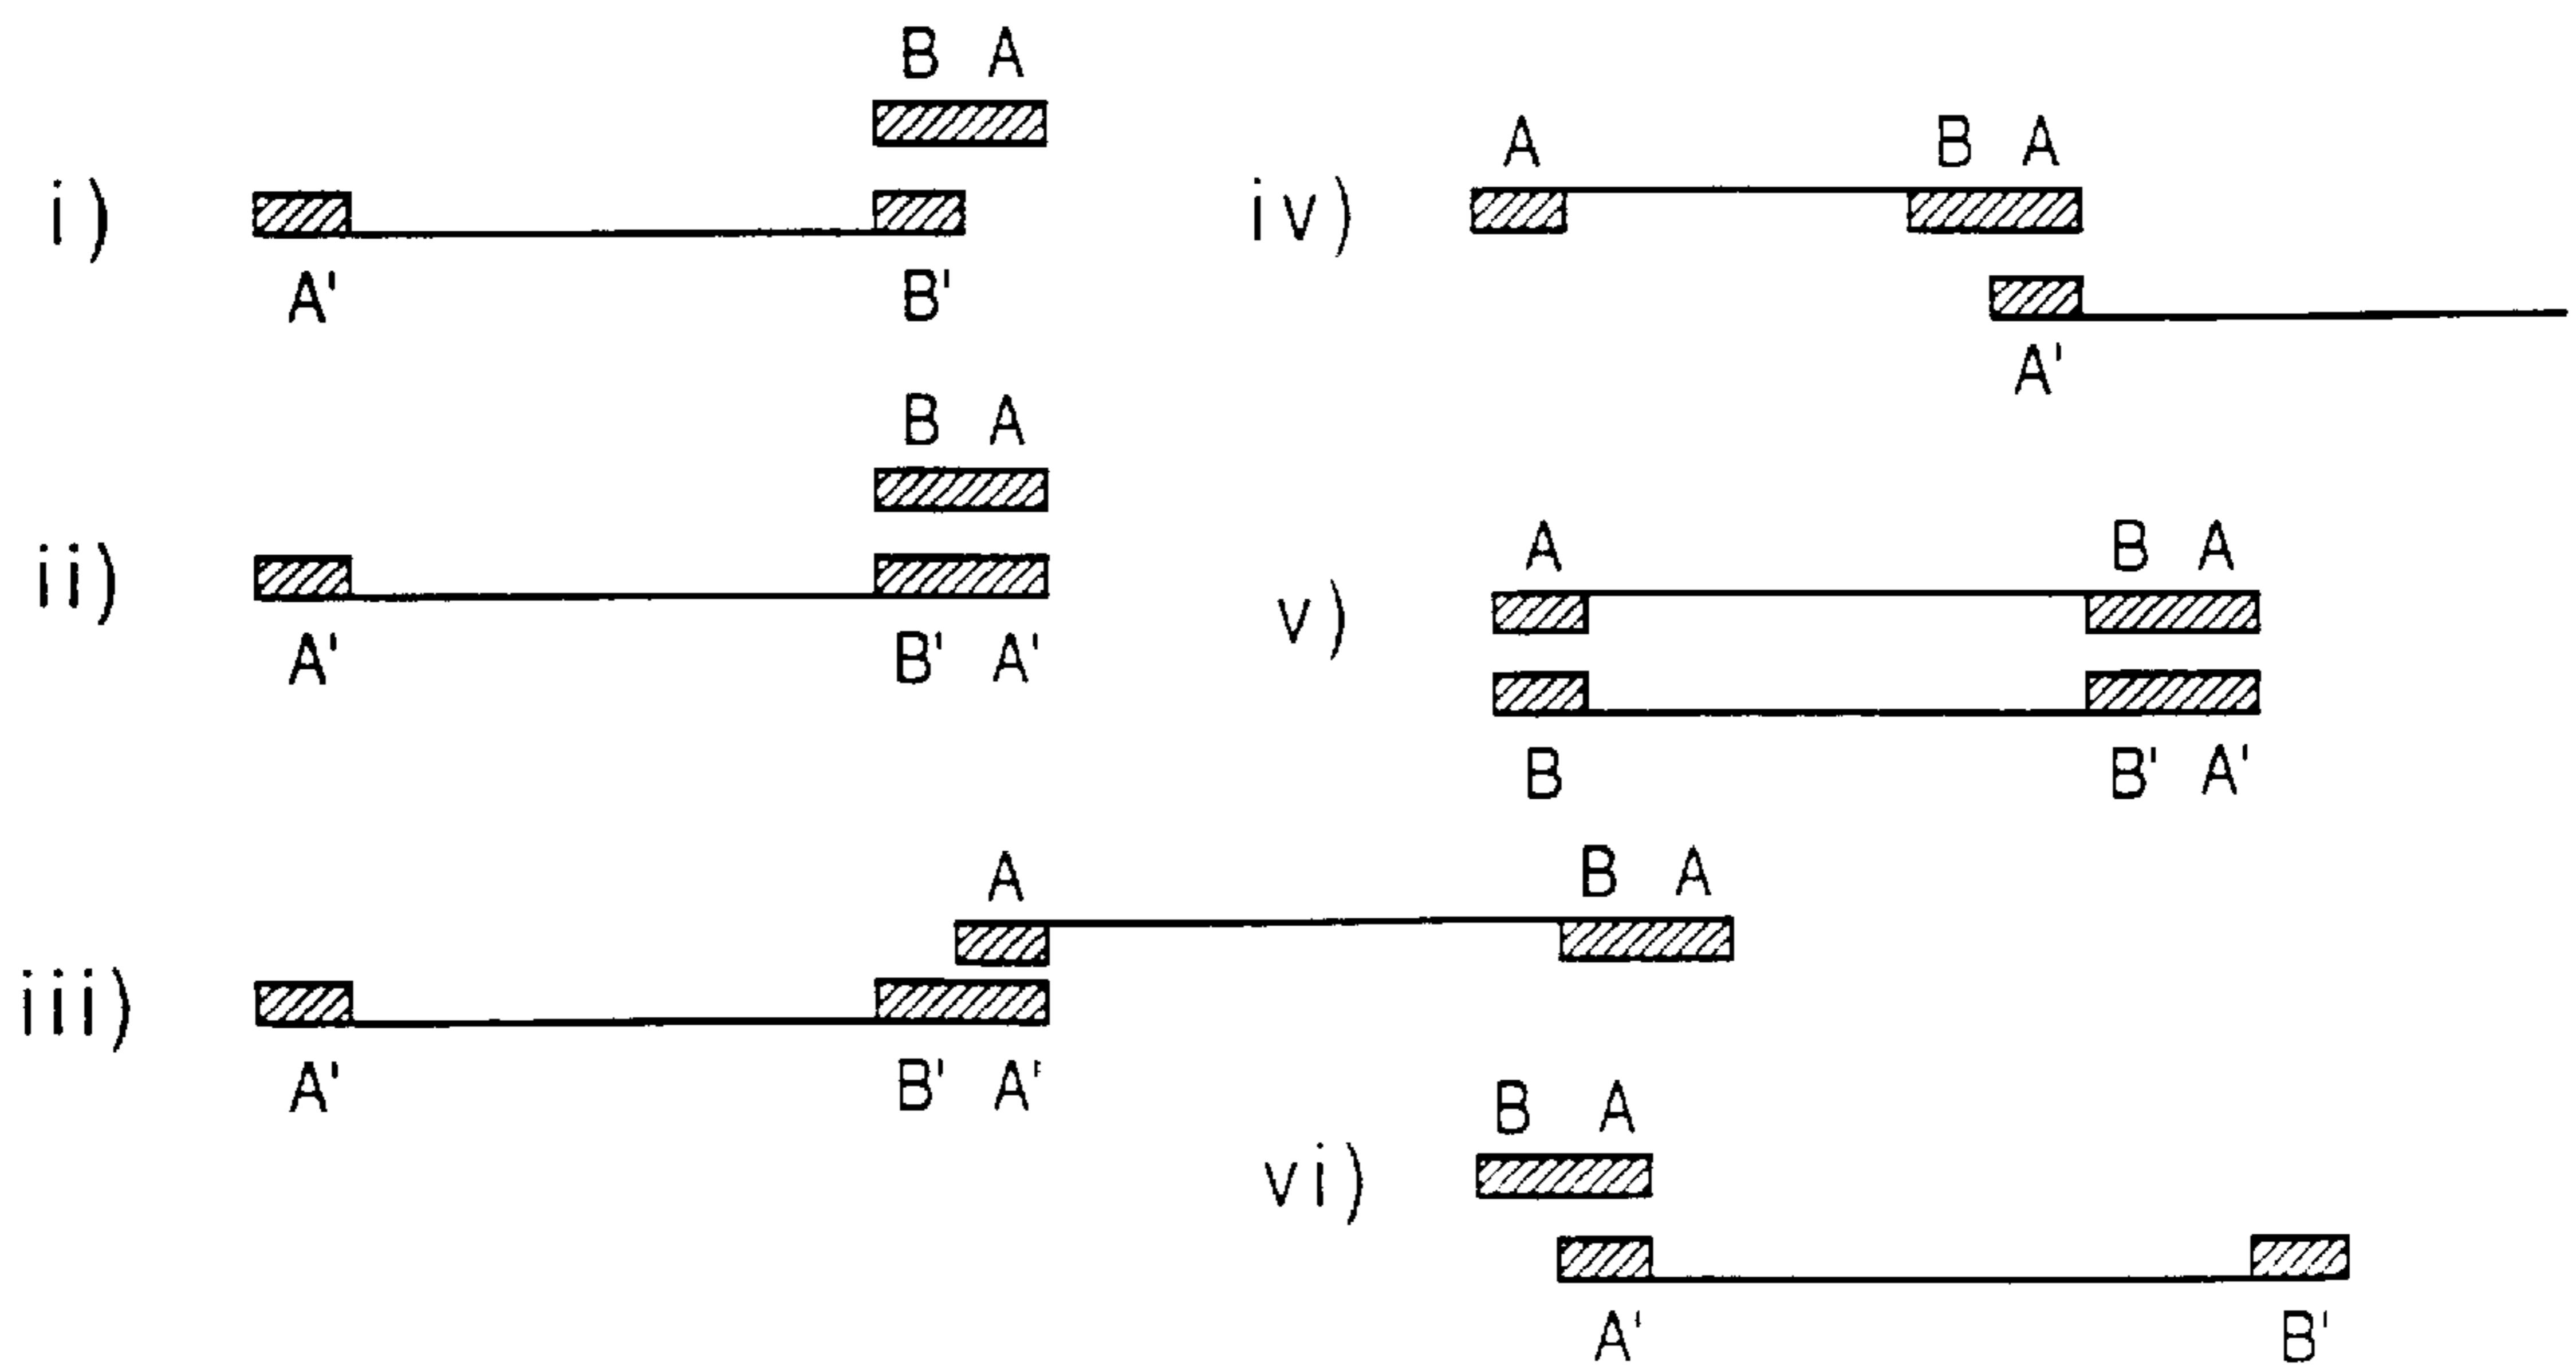 B A
i)
A' B'
B A
ii)
A' B' A'
A B A
iii)
A' B' A'
A B A
iv)
A'
A B A
v)
B B' A'
B A
vi)
A' B'